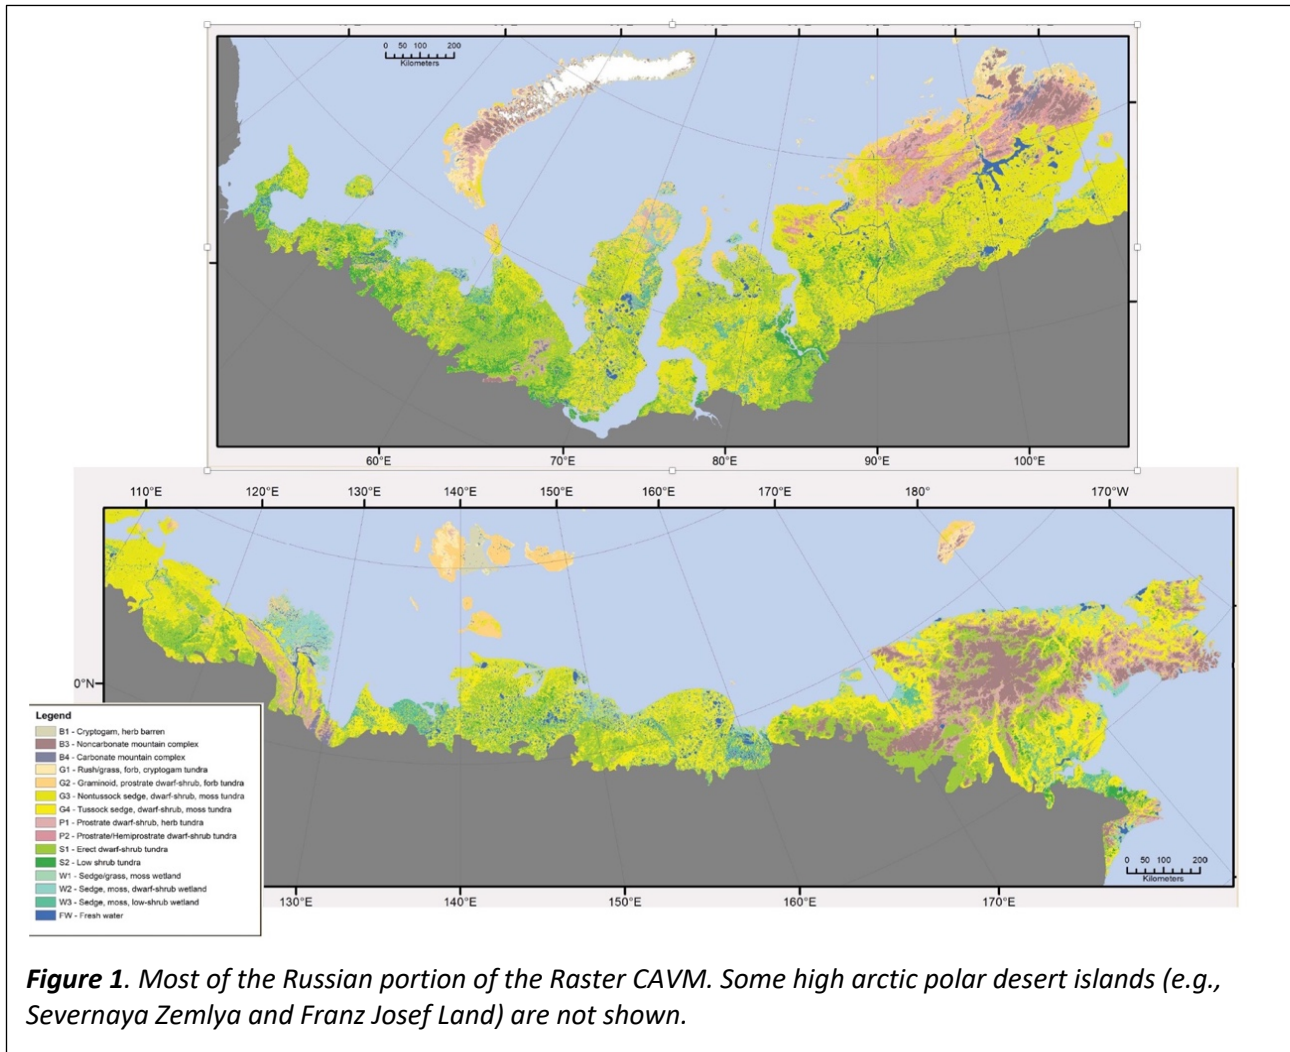 0 50 100 200
Kilometers
60°E 70°E 80°E 90°E 100°E
110°E 120°E 130°E 140°E 150°E 160°E 170°E 180° 170°W
0°N
Legend
B1 - Cryptogam, herb barren
B3 - Noncarbonate mountain complex
B4 - Carbonate mountain complex
G1 - Rush/grass, forb, cryptogam tundra
G2 - Graminoid, prostrate dwarf-shrub, forb tundra
G3 - Nontussock sedge, dwarf-shrub, moss tundra
G4 - Tussock sedge, dwarf-shrub, moss tundra
P1 - Prostrate dwarf-shrub, herb tundra
P2 - Prostrate/Hemiprostrate dwarf-shrub tundra
S1 - Erect dwarf-shrub tundra
S2 - Low shrub tundra
W1 - Sedge/grass, moss wetland
W2 - Sedge, moss, dwarf-shrub wetland
W3 - Sedge, moss, low-shrub wetland
FW - Fresh water
0 50 100 200
Kilometers
130°E 140°E 150°E 160°E 170°E
Figure 1. Most of the Russian portion of the Raster CAVM. Some high arctic polar desert islands (e.g.,
Severnaya Zemlya and Franz Josef Land) are not shown.